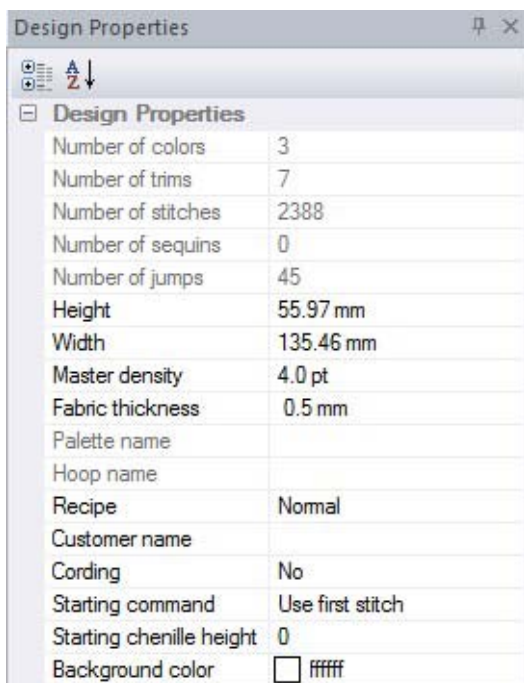 Design Properties
A
Z
Design Properties
Number of colors 3
Number of trims 7
Number of stitches 2388
Number of sequins 0
Number of jumps 45
Height 55.97 mm
Width 135.46 mm
Master density 4.0 pt
Fabric thickness 0.5 mm
Palette name
Hoop name
Recipe Normal
Customer name
Cording No
Starting command Use first stitch
Starting chenille height 0
Background color ffffff